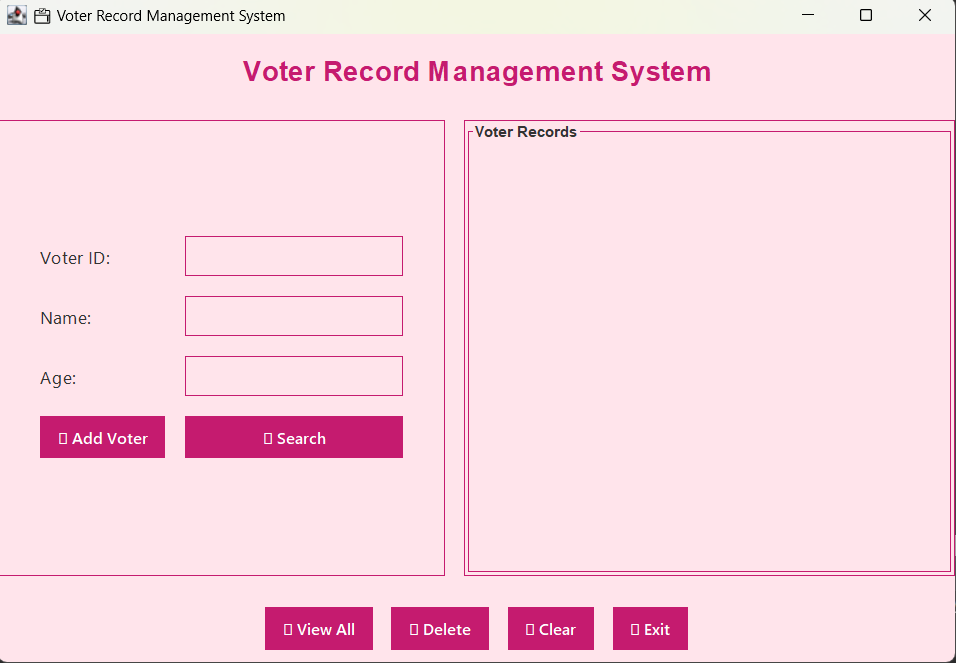 Voter Record Management System
Voter Record Management System
Voter Records
Voter ID:
Name:
Age:
▯ Add Voter
▯ Search
▯ View All
▯ Delete
▯ Clear
▯ Exit